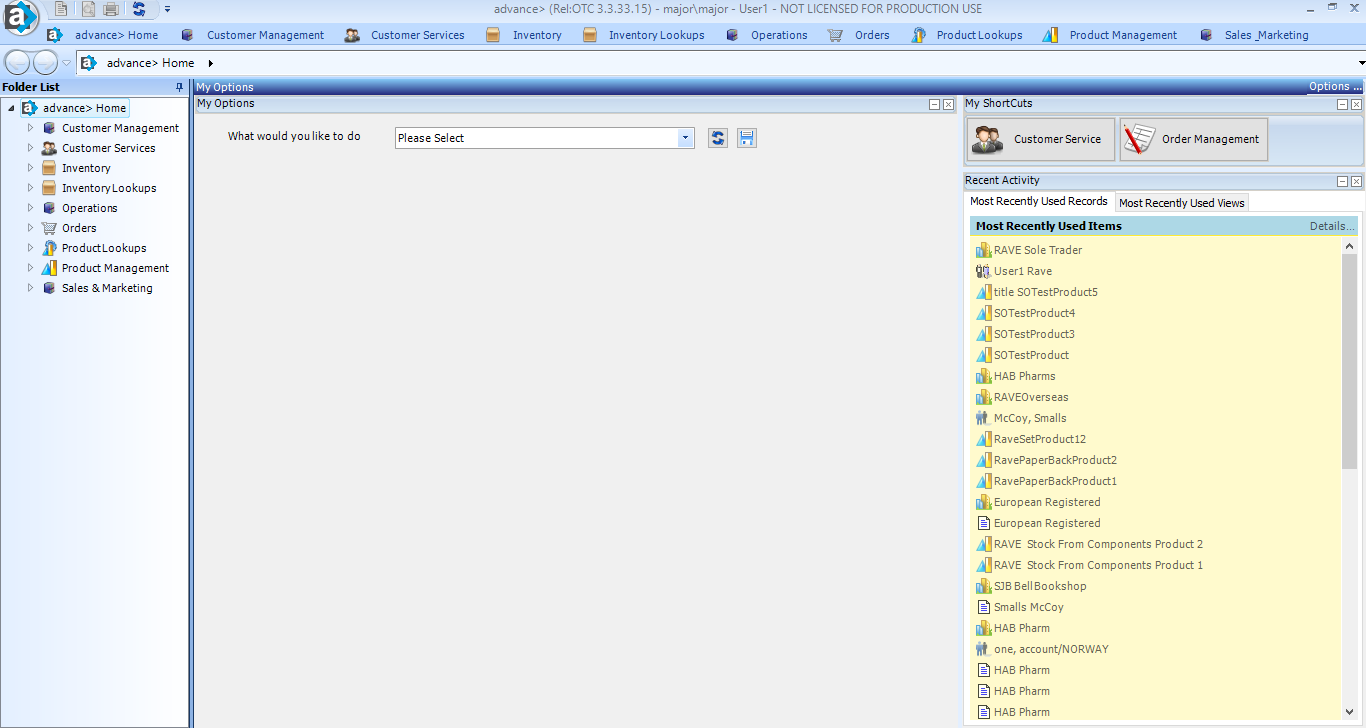 advance> (Rel:OTC 3.3.33.15) - major\major - User1 - NOT LICENSED FOR PRODUCTION USE
advance> Home Customer Management Customer Services Inventory Inventory Lookups Operations Orders Product Lookups Product Management Sales _Marketing
advance> Home
Folder List
advance> Home
Customer Management
Customer Services
Inventory
Inventory Lookups
Operations
Orders
Product Lookups
Product Management
Sales & Marketing
My Options
Options ...
My Options
What would you like to do Please Select
My ShortCuts
Customer Service Order Management
Recent Activity
Most Recently Used Records Most Recently Used Views
Most Recently Used Items Details...
RAVE Sole Trader
User1 Rave
title SOTestProduct5
SOTestProduct4
SOTestProduct3
SOTestProduct
HAB Pharms
RAVEOverseas
McCoy, Smalls
RaveSetProduct12
RavePaperBackProduct2
RavePaperBackProduct1
European Registered
European Registered
RAVE Stock From Components Product 2
RAVE Stock From Components Product 1
SJB Bell Bookshop
Smalls McCoy
HAB Pharm
one, account/NORWAY
HAB Pharm
HAB Pharm
HAB Pharm